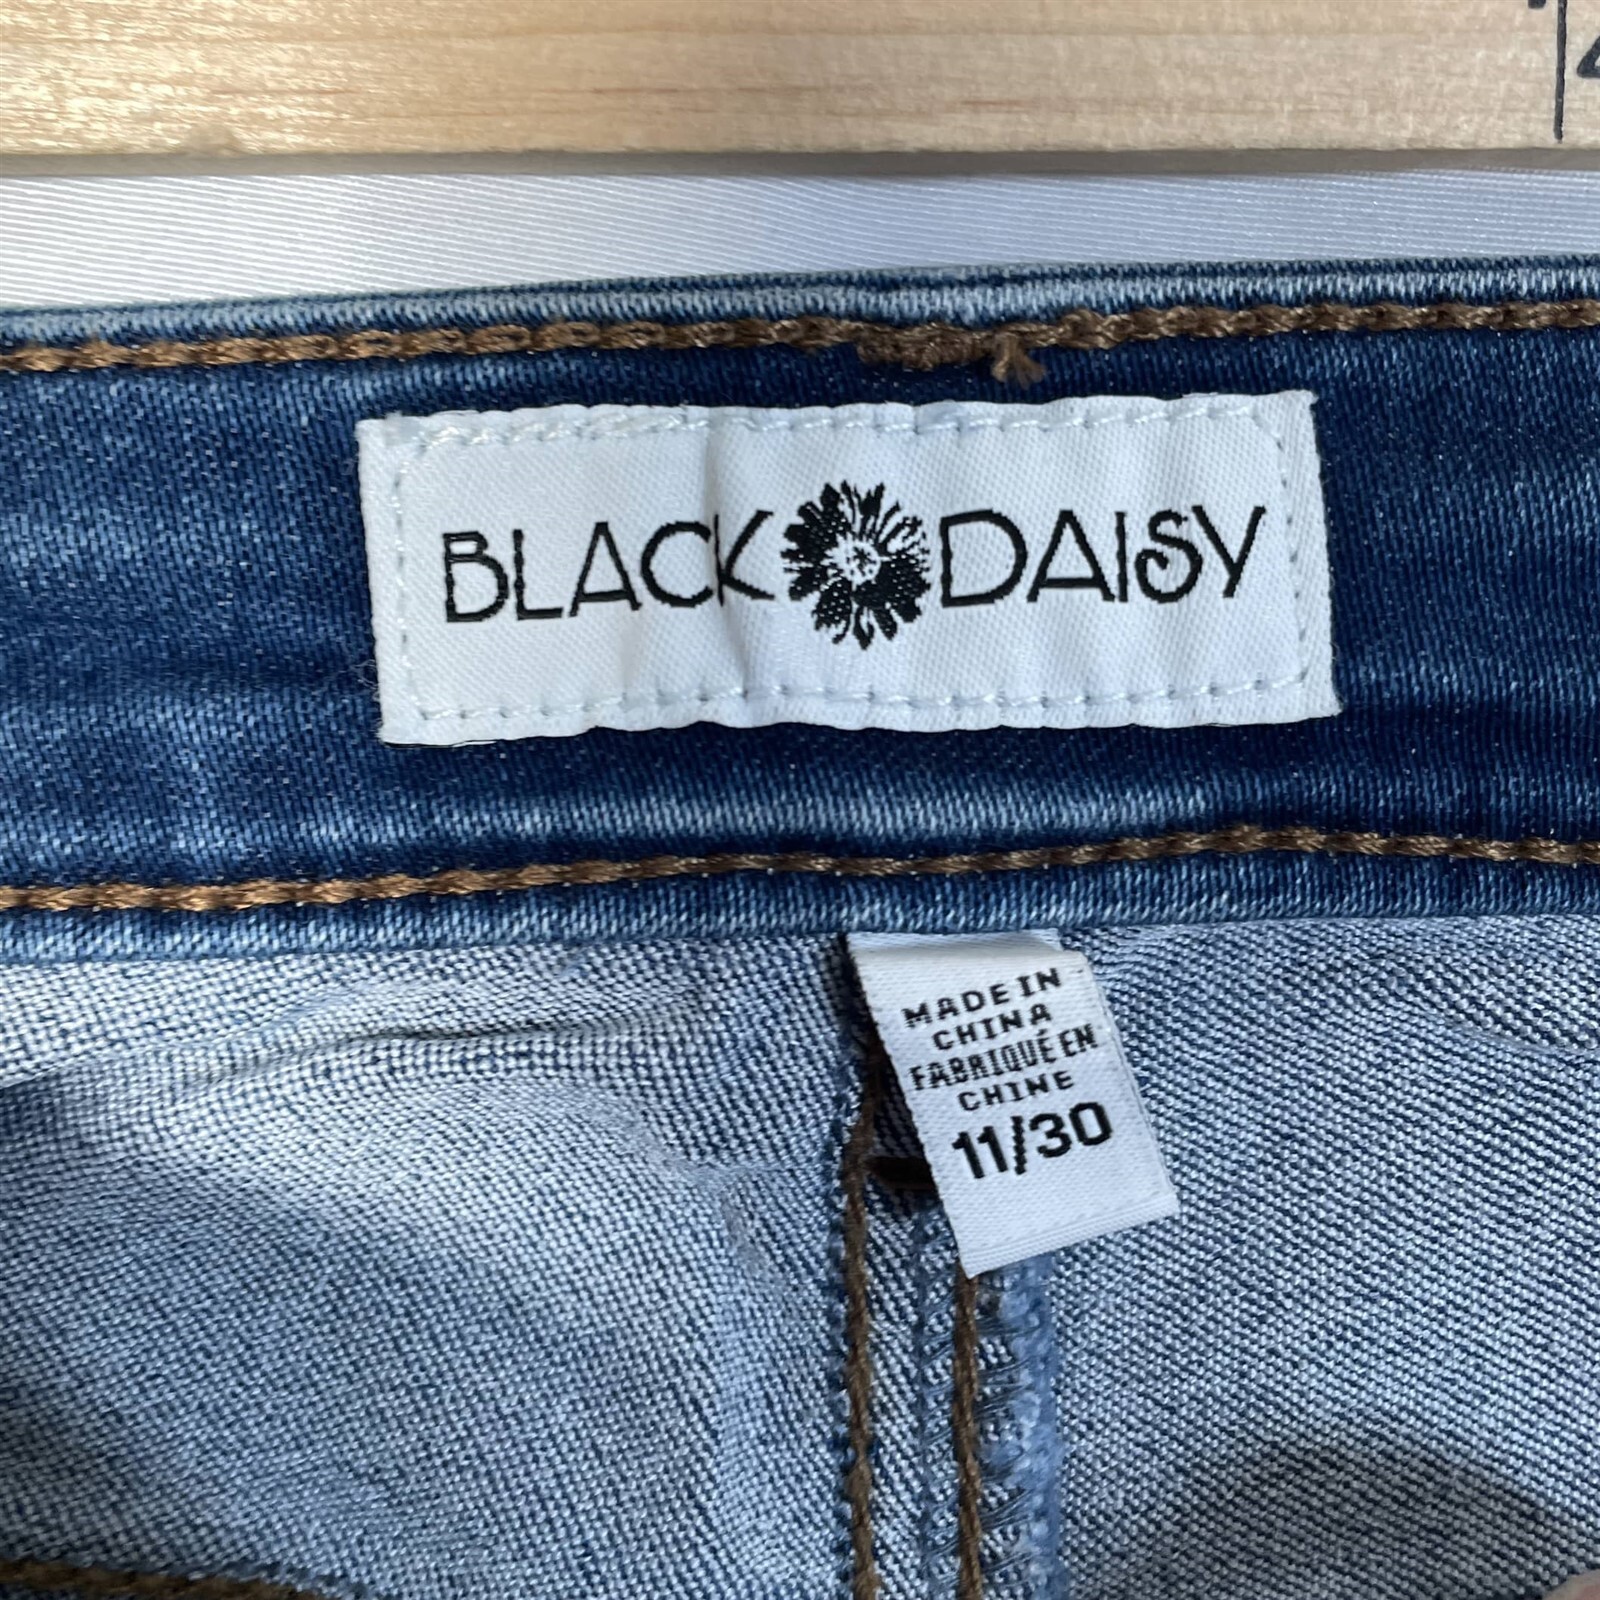 BLACK DAISY
MADE IN
CHINA
FABRIQUÉ EN
CHINE
11/30